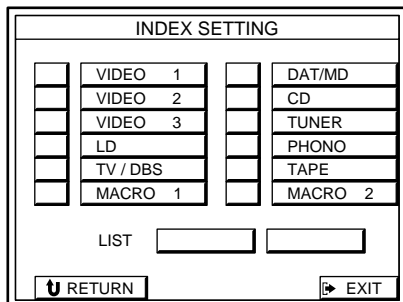 INDEX SETTING
VIDEO 1 DAT/MD
VIDEO 2 CD
VIDEO 3 TUNER
LD PHONO
TV / DBS TAPE
MACRO 1 MACRO 2
LIST
RETURN EXIT